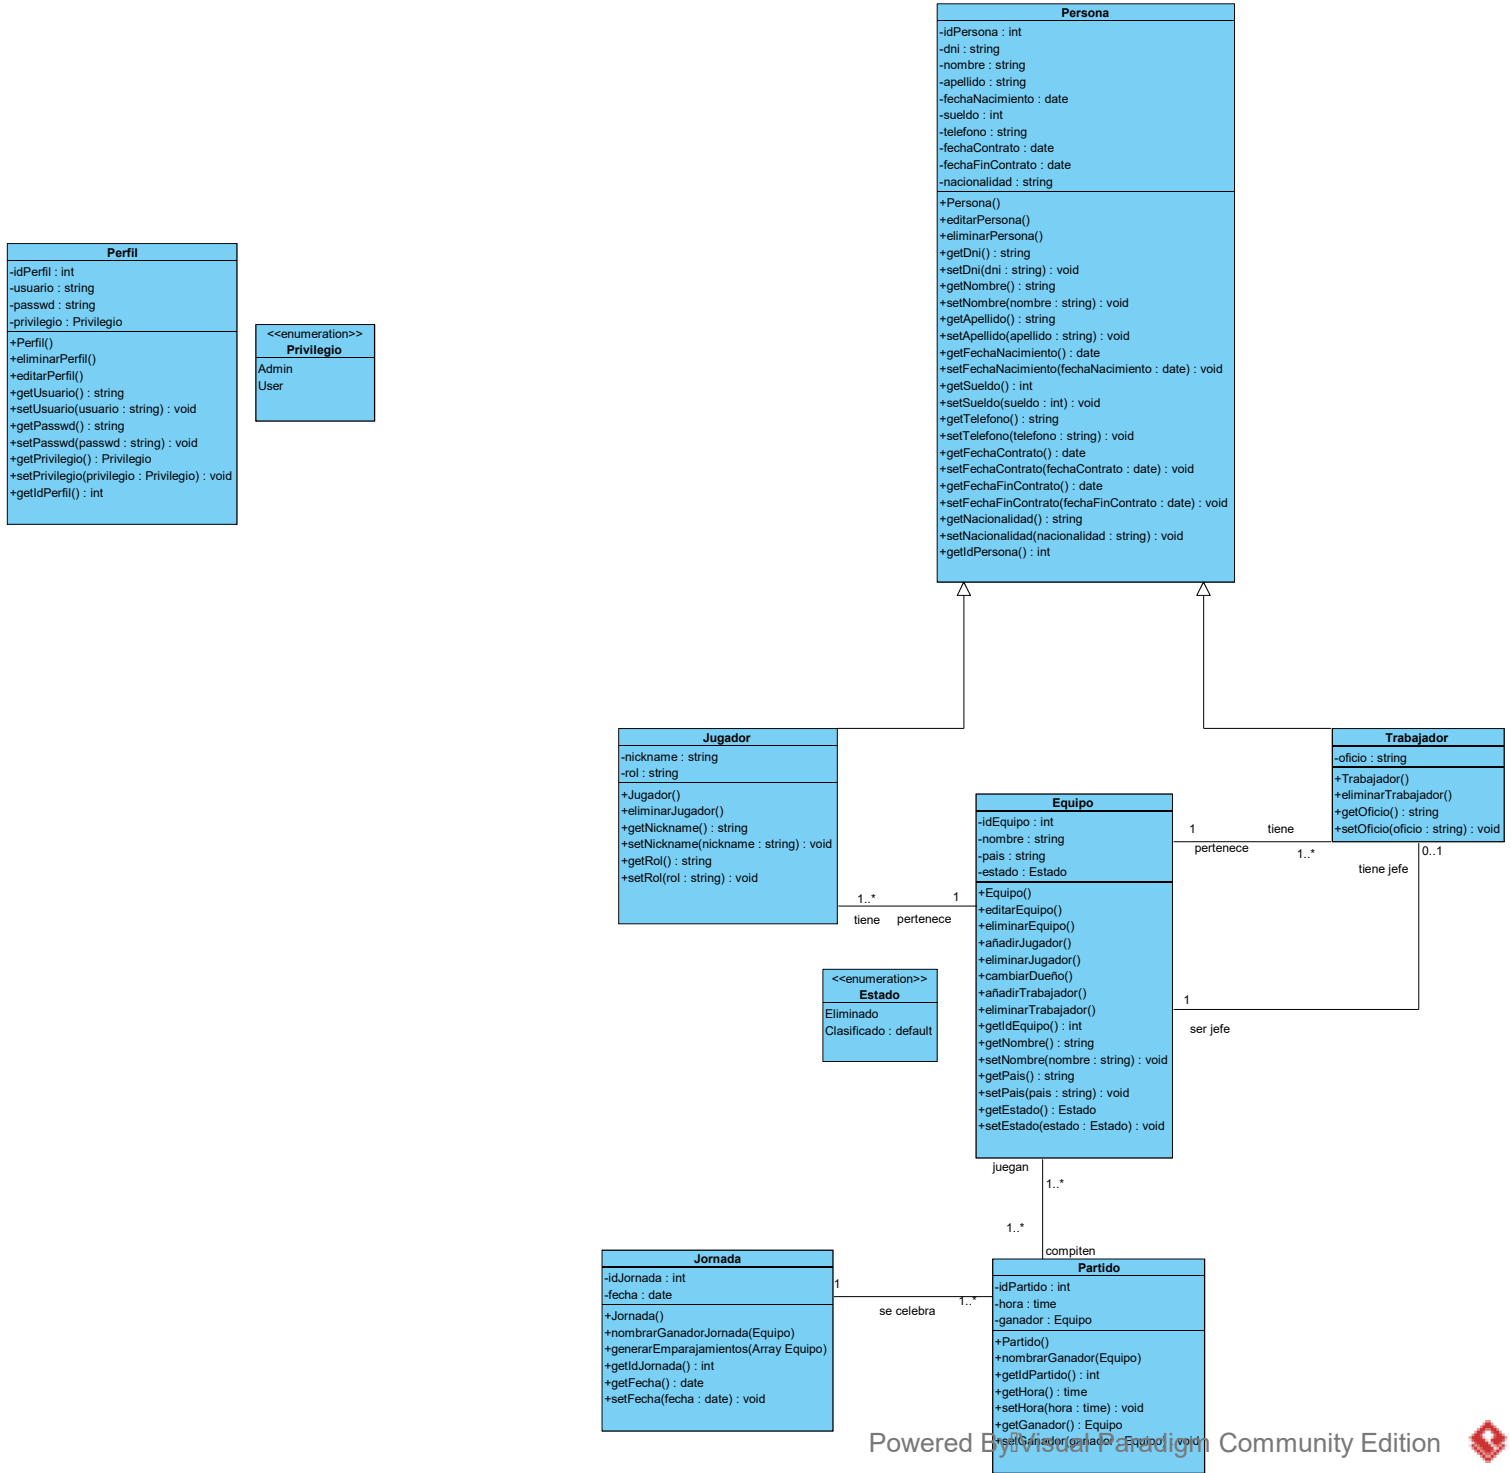 Persona
-idPersona : int
-dni : string
-nombre : string
-apellido : string
-fechaNacimiento : date
-sueldo : int
-telefono : string
-fechaContrato : date
-fechaFinContrato : date
-nacionalidad : string
+Persona()
+editarPersona()
+eliminarPersona()
+getDni() : string
+setDni(dni : string) : void
+getNombre() : string
+setNombre(nombre : string) : void
+getApellido() : string
+setApellido(apellido : string) : void
+getFechaNacimiento() : date
+setFechaNacimiento(fechaNacimiento : date) : void
+getSueldo() : int
+setSueldo(sueldo : int) : void
+getTelefono() : string
+setTelefono(telefono : string) : void
+getFechaContrato() : date
+setFechaContrato(fechaContrato : date) : void
+getFechaFinContrato() : date
+setFechaFinContrato(fechaFinContrato : date) : void
+getNacionalidad() : string
+setNacionalidad(nacionalidad : string) : void
+getIdPersona() : int
Perfil
-idPerfil : int
-usuario : string
-passwd : string
-privilegio : Privilegio
+Perfil()
+eliminarPerfil()
+editarPerfil()
+getUsuario() : string
+setUsuario(usuario : string) : void
+getPasswd() : string
+setPasswd(passwd : string) : void
+getPrivilegio() : Privilegio
+setPrivilegio(privilegio : Privilegio) : void
+getIdPerfil() : int
<<enumeration>>
Privilegio
Admin
User
Jugador
-nickname : string
-rol : string
+Jugador()
+eliminarJugador()
+getNickname() : string
+setNickname(nickname : string) : void
+getRol() : string
+setRol(rol : string) : void
Trabajador
-oficio : string
+Trabajador()
+eliminarTrabajador()
+getOficio() : string
+setOficio(oficio : string) : void
Equipo
-idEquipo : int
-nombre : string
-pais : string
-estado : Estado
+Equipo()
+editarEquipo()
+eliminarEquipo()
+añadirJugador()
+eliminarJugador()
+cambiarDueño()
+añadirTrabajador()
+eliminarTrabajador()
+getIdEquipo() : int
+getNombre() : string
+setNombre(nombre : string) : void
+getPais() : string
+setPais(pais : string) : void
+getEstado() : Estado
+setEstado(estado : Estado) : void
1 tiene
pertenece 1..*
0..1
tiene jefe
1..* 1
tiene pertenece
1
ser jefe
<<enumeration>>
Estado
Eliminado
Clasificado : default
juegan
1..*
1..*
compiten
Jornada
-idJornada : int
-fecha : date
+Jornada()
+nombrarGanadorJornada(Equipo)
+generarEmparajamientos(Array Equipo)
+getIdJornada() : int
+getFecha() : date
+setFecha(fecha : date) : void
1
se celebra
1..*
Partido
-idPartido : int
-hora : time
-ganador : Equipo
+Partido()
+nombrarGanador(Equipo)
+getIdPartido() : int
+getHora() : time
+setHora(hora : time) : void
+getGanador() : Equipo
+setGanador(ganador : Equipo) : void
Powered By Visual Paradigm Community Edition